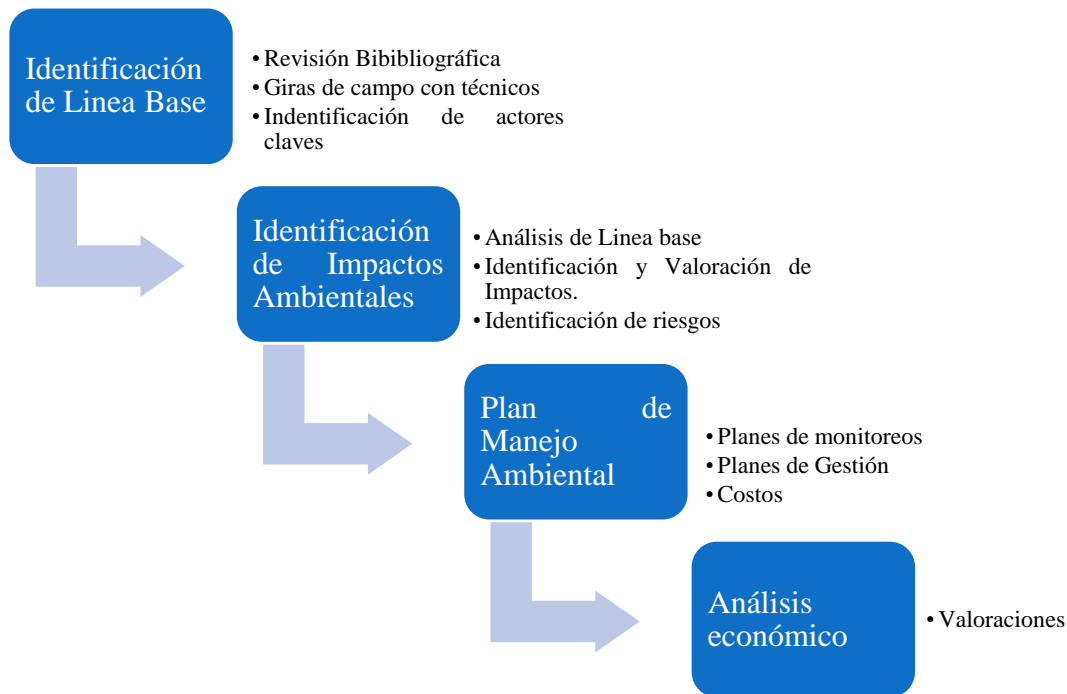 Identificación
de Linea Base
• Revisión Bibibliográfica
• Giras de campo con técnicos
• Indentificación de actores
claves
Identificación
de Impactos
Ambientales
• Análisis de Linea base
• Identificación y Valoración de
Impactos.
• Identificación de riesgos
Plan de
Manejo
Ambiental
• Planes de monitoreos
• Planes de Gestión
• Costos
Análisis
económico
• Valoraciones